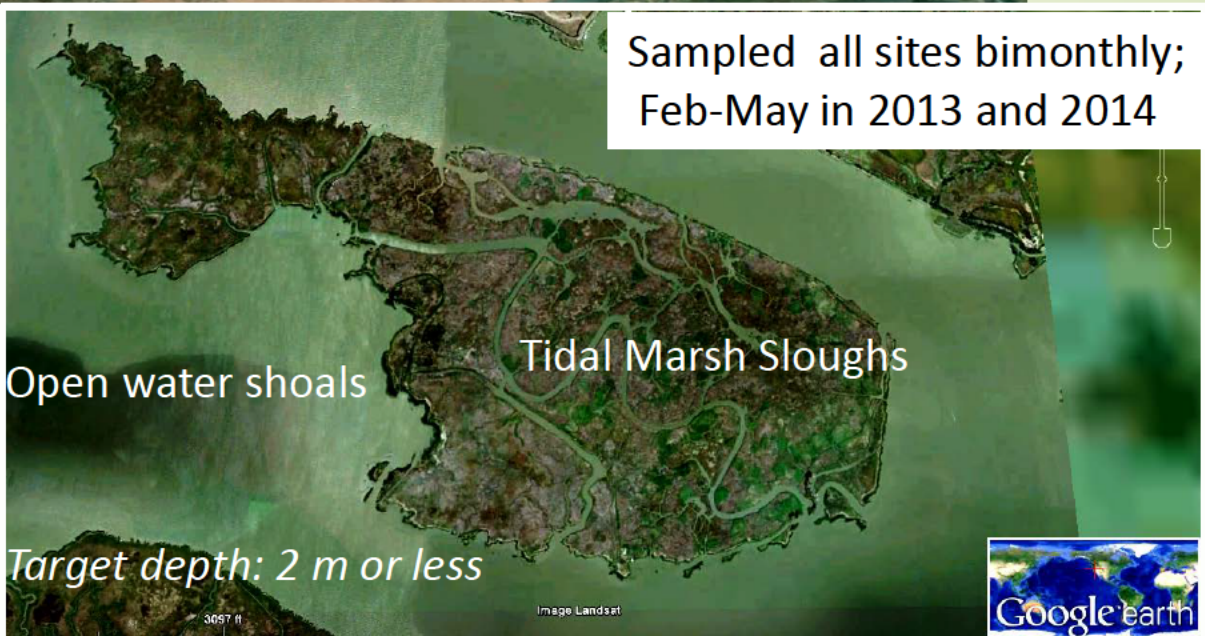 Sampled all sites bimonthly;
Feb-May in 2013 and 2014
Tidal Marsh Sloughs
Open water shoals
Target depth: 2 m or less
3097 ft
Image Landsat
Google earth